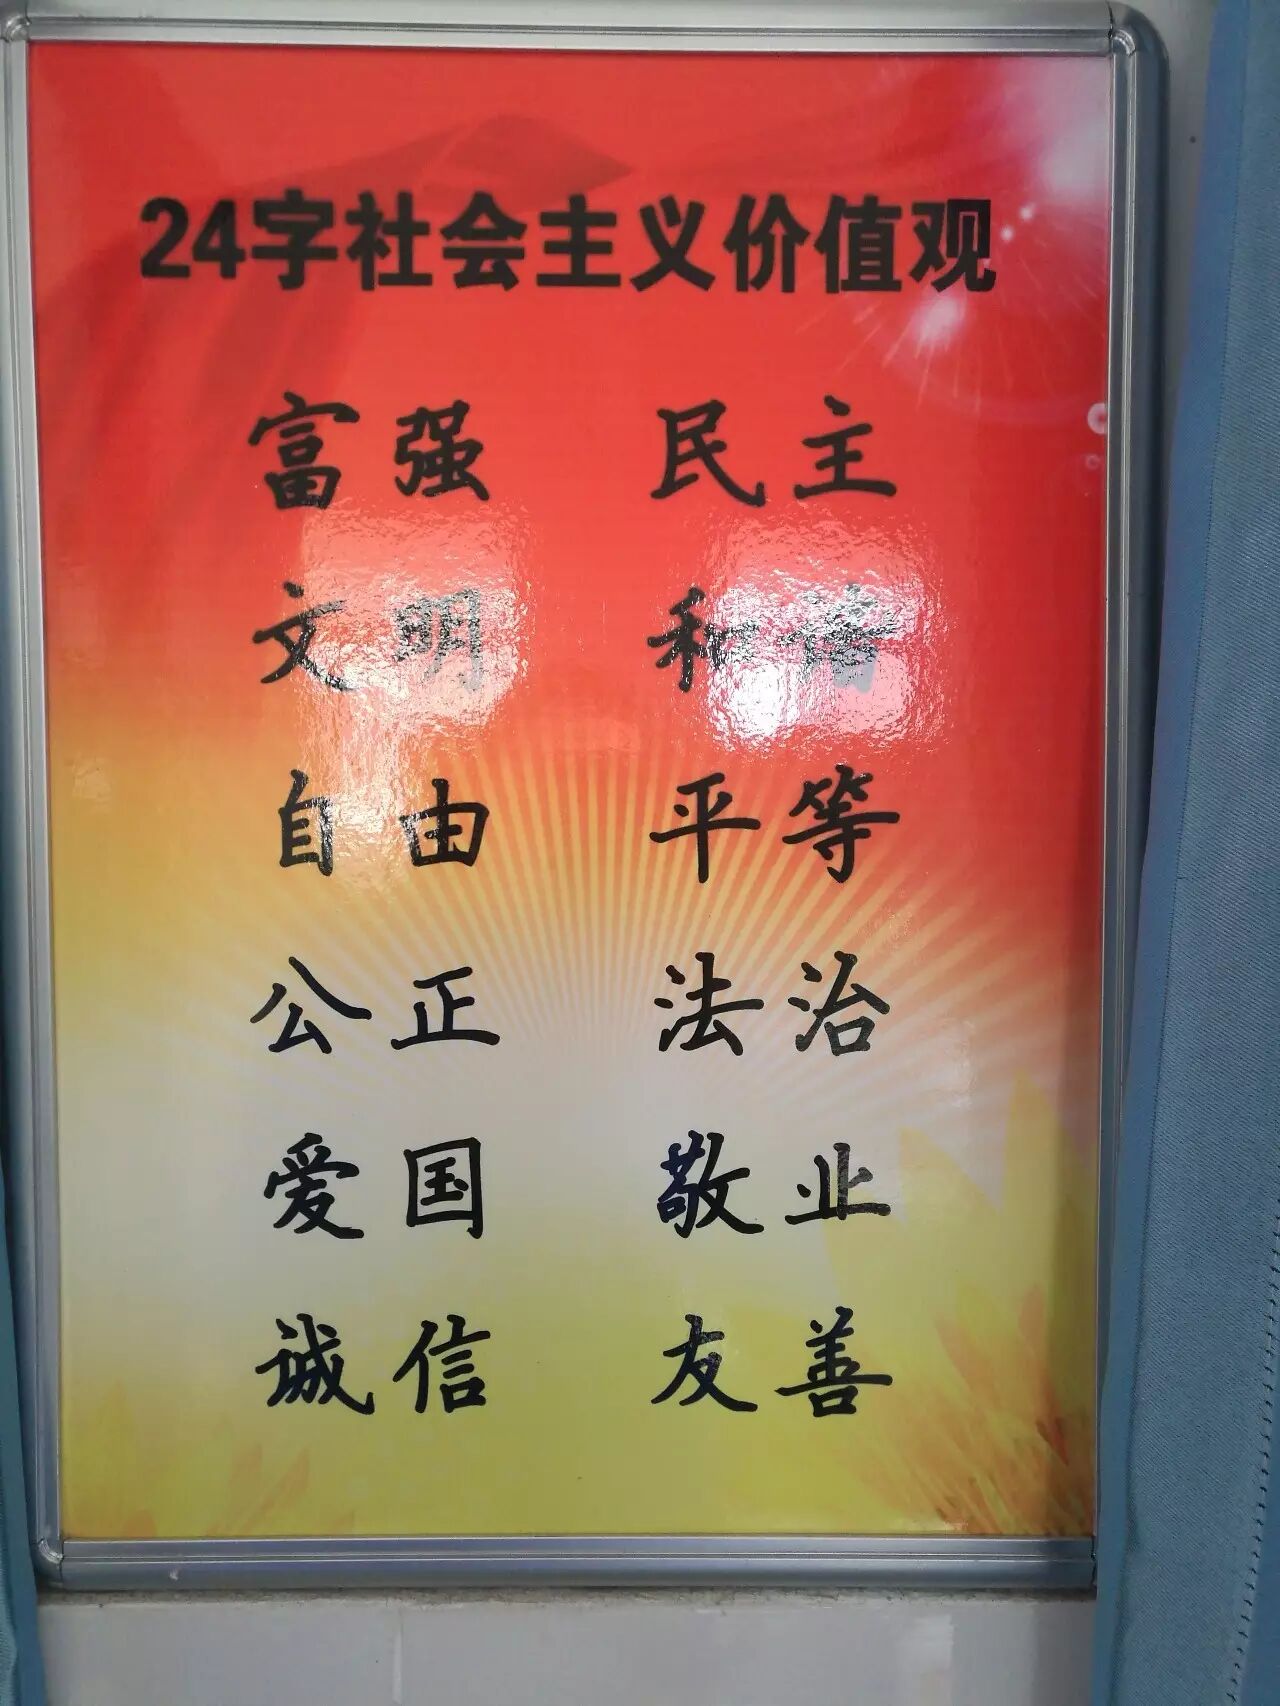 24字社会主义价值观
富强 民主
文明 和谐
自由 平等
公正 法治
爱国 敬业
诚信 友善